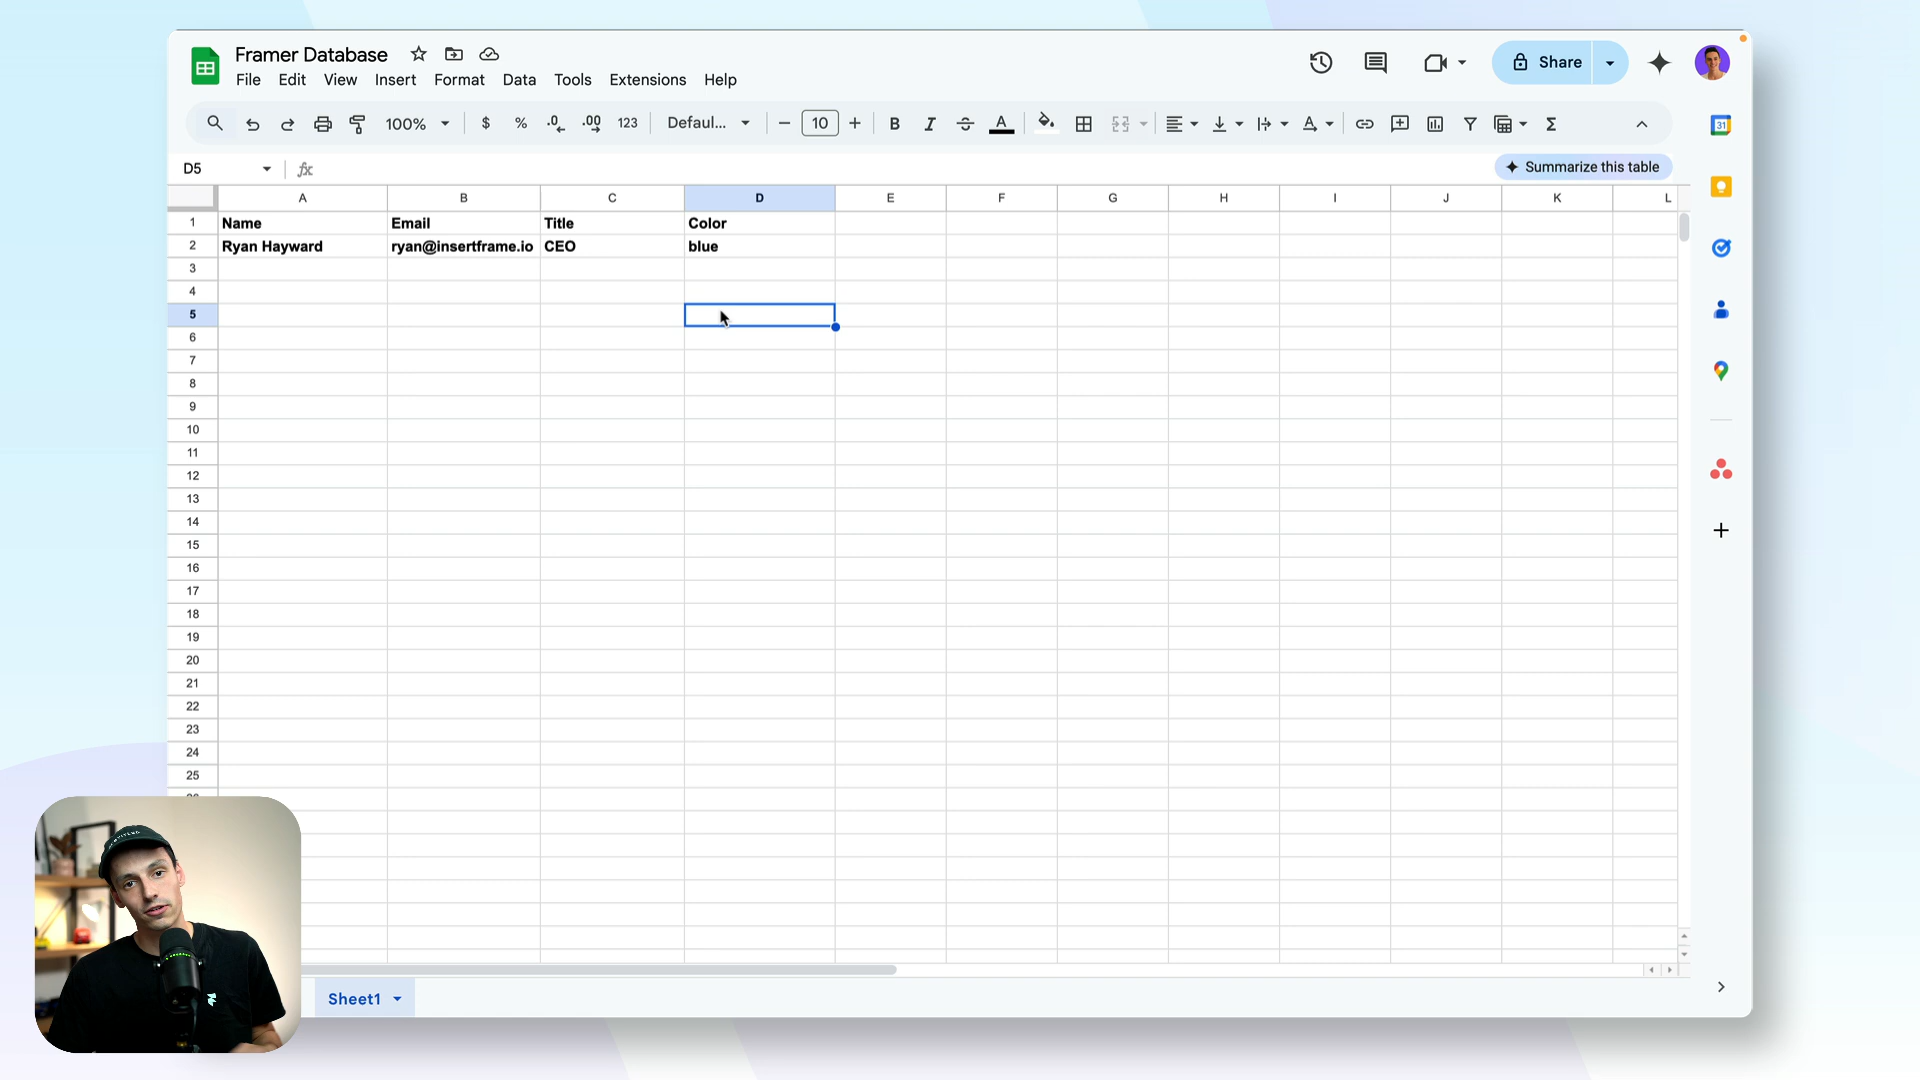 Framer Database
File Edit View Insert Format Data Tools Extensions Help
Share
100% $ % .0 .00 123 Defaul... 10 B I A Σ
D5 fx Summarize this table
31
A B C D E F G H I J K L
1 Name Email Title Color
2 Ryan Hayward ryan@insertframe.io CEO blue
3
4
5
6
7
8
9
10
11
12
13
14
15
16
17
18
19
20
21
22
23
24
25
Sheet1